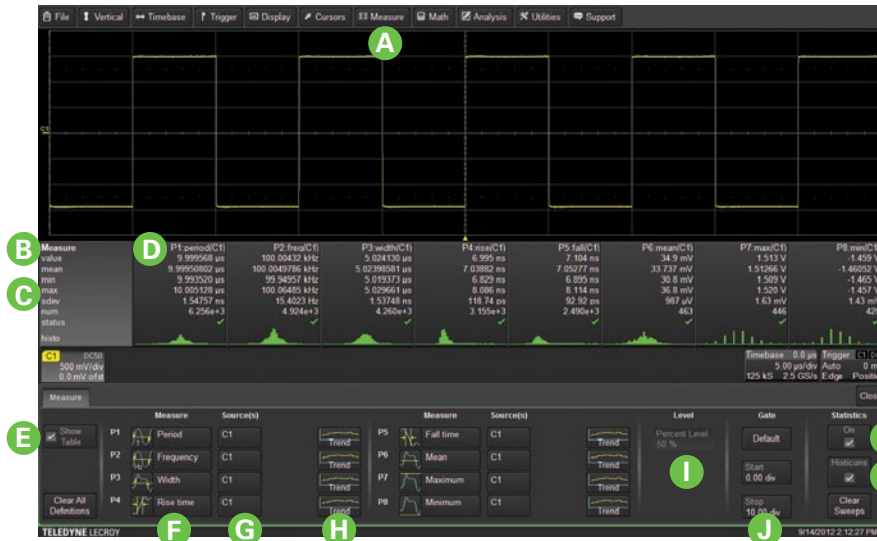 File Vertical Timebase Trigger Display Cursors Measure Math Analysis Utilities Support
A
C1
B
D
Measure P1:period(C1) P2:freq(C1) P3:width(C1) P4:rise(C1) P5:fall(C1) P6:mean(C1) P7:max(C1) P8:min(C1)
value 9.999568 µs 100.00432 kHz 5.024130 µs 6.995 ns 7.104 ns 34.9 mV 1.513 V -1.459
mean 9.99950802 µs 100.0049786 kHz 5.02398581 µs 7.03882 ns 7.05277 ns 33.737 mV 1.51266 V -1.46052
min 9.993520 µs 99.94957 kHz 5.019373 µs 6.829 ns 6.895 ns 30.8 mV 1.509 V -1.465
C
max 10.005128 µs 100.06485 kHz 5.029661 µs 8.086 ns 8.114 ns 36.8 mV 1.520 V -1.457
sdev 1.54757 ns 15.4023 Hz 1.53748 ns 118.74 ps 92.92 ps 987 µV 1.63 mV 1.43 m
num 6.256e+3 4.924e+3 4.260e+3 3.155e+3 2.490e+3 463 446
status
histo
C1 DC50
500 mV/div
0.0 mV ofst
Timebase 0.0 µs
5.00 µs/div
125 kS 2.5 GS/s
Trigger C1
Auto 0 m
Edge Positi
Measure
Clos
Measure Source(s) Measure Source(s) Level Gate Statistics
E
Show Table
P1 Period C1 Trend P5 Fall time C1 Trend
Percent Level
50 %
Default
On
P2 Frequency C1 Trend P6 Mean C1 Trend
I
P3 Width C1 Trend P7 Maximum C1 Trend
Start
0.00 div
Histicons
Clear All Definitions
P4 Rise time C1 Trend P8 Minimum C1 Trend
Stop
10.00 div
Clear Sweeps
F
G
H
J
TELEDYNE LECROY
9/14/2012 2:12:27 PM